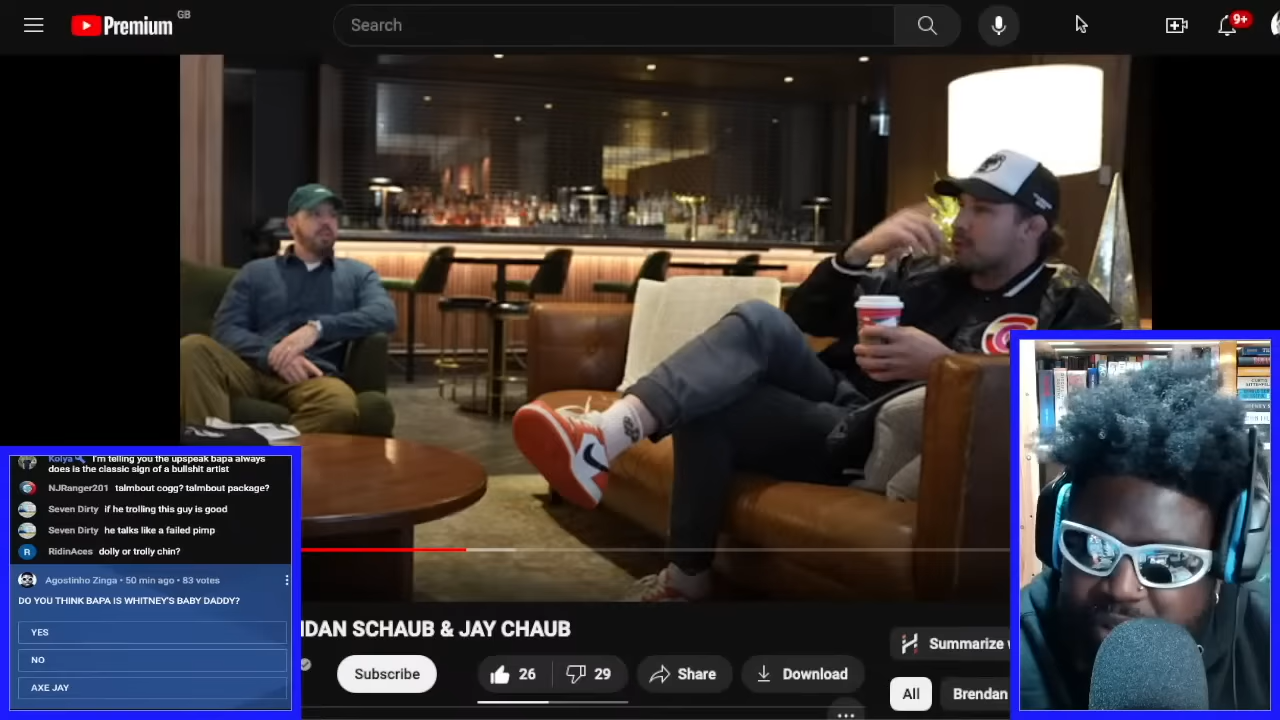 Premium GB
Search
9+
Kolya I'm telling you the upspeak bapa always
does is the classic sign of a bullshit artist
NJRanger201 talmbout cogg? talmbout package?
Seven Dirty if he trolling this guy is good
Seven Dirty he talks like a failed pimp
R RidinAces dolly or trolly chin?
Agostinho Zinga • 50 min ago • 83 votes
DO YOU THINK BAPA IS WHITNEY'S BABY DADDY?
YES
NO
AXE JAY
IDAN SCHAUB & JAY CHAUB
Subscribe
26
29
Share
Download
Summarize
All
Brendan